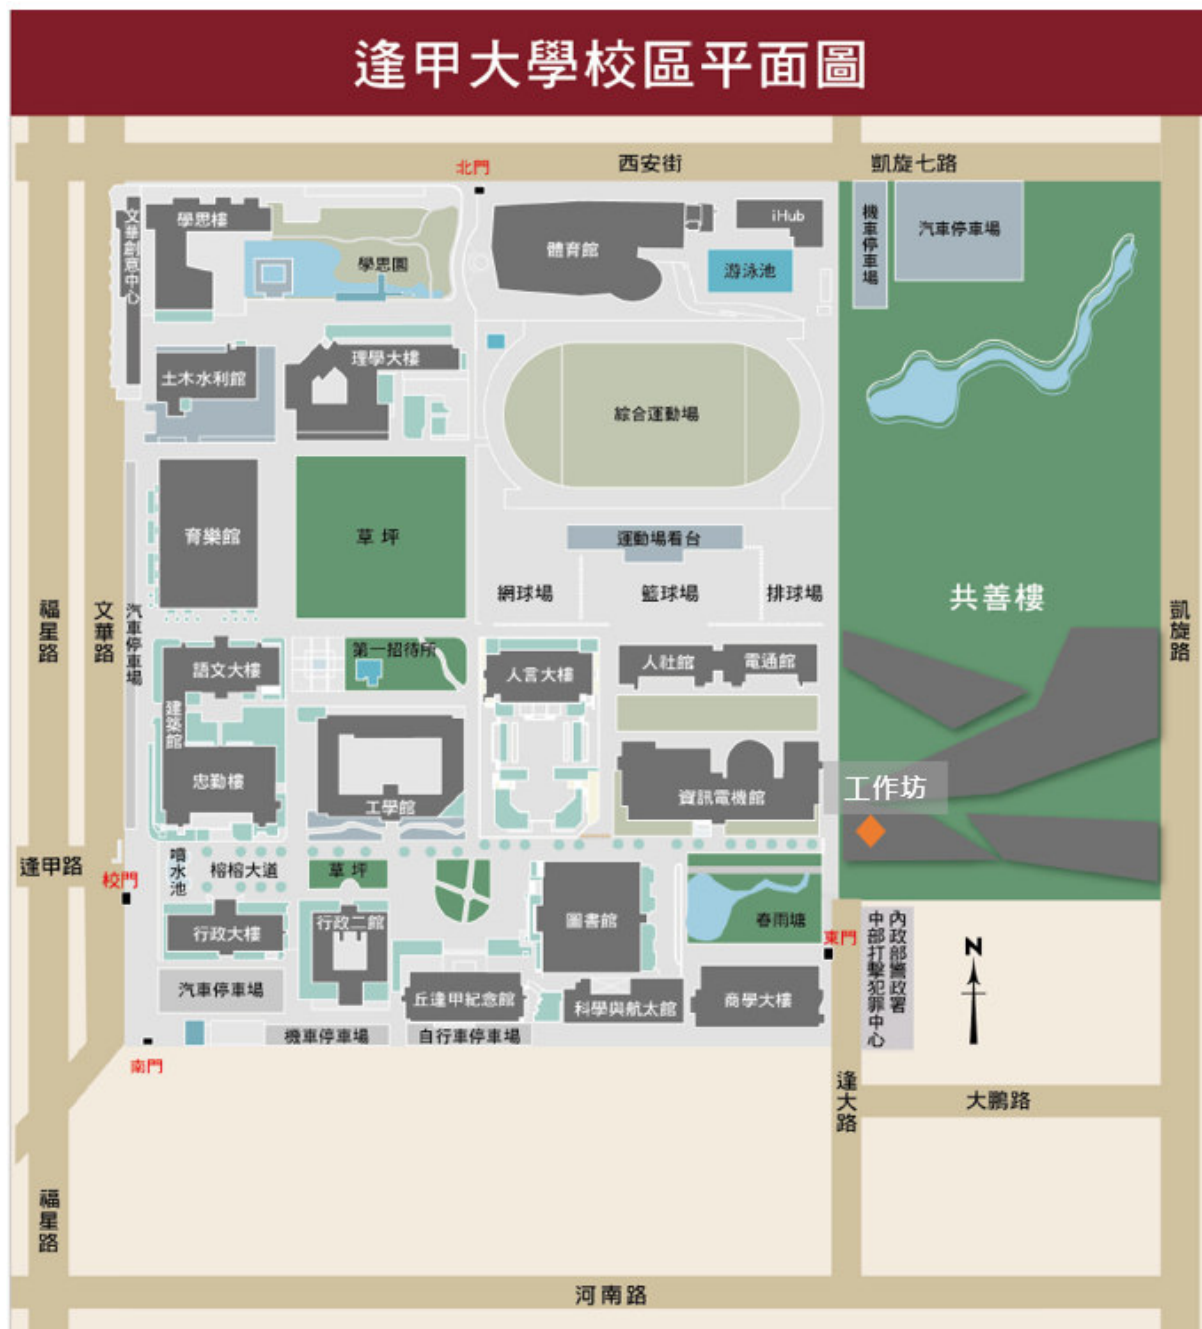 逢甲大學校區平面圖
西安街
凱旋七路
北門
文華創意中心
學思樓
學思園
體育館
iHub
游泳池
機車停車場
汽車停車場
土木水利館
理學大樓
綜合運動場
育樂館
草坪
運動場看台
網球場
籃球場
排球場
共善樓
福星路
文華路
汽車停車場
凱旋路
語文大樓
第一招待所
人言大樓
人社館
電通館
建築館
忠勤樓
工學館
資訊電機館
工作坊
逢甲路
校門
噴水池
榕榕大道
草坪
行政大樓
行政二館
圖書館
春雨塘
東門
內政部警政署
中部打擊犯罪中心
N
汽車停車場
丘逢甲紀念館
科學與航太館
商學大樓
機車停車場
自行車停車場
南門
逢大路
大鵬路
福星路
河南路